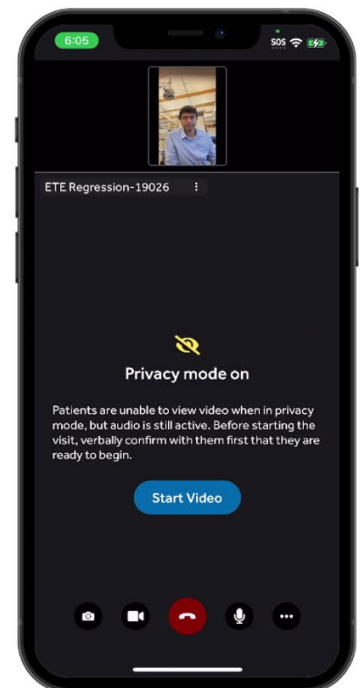 6:05
SOS
ETE Regression-19026
Privacy mode on
Patients are unable to view video when in privacy
mode, but audio is still active. Before starting the
visit, verbally confirm with them first that they are
ready to begin.
Start Video